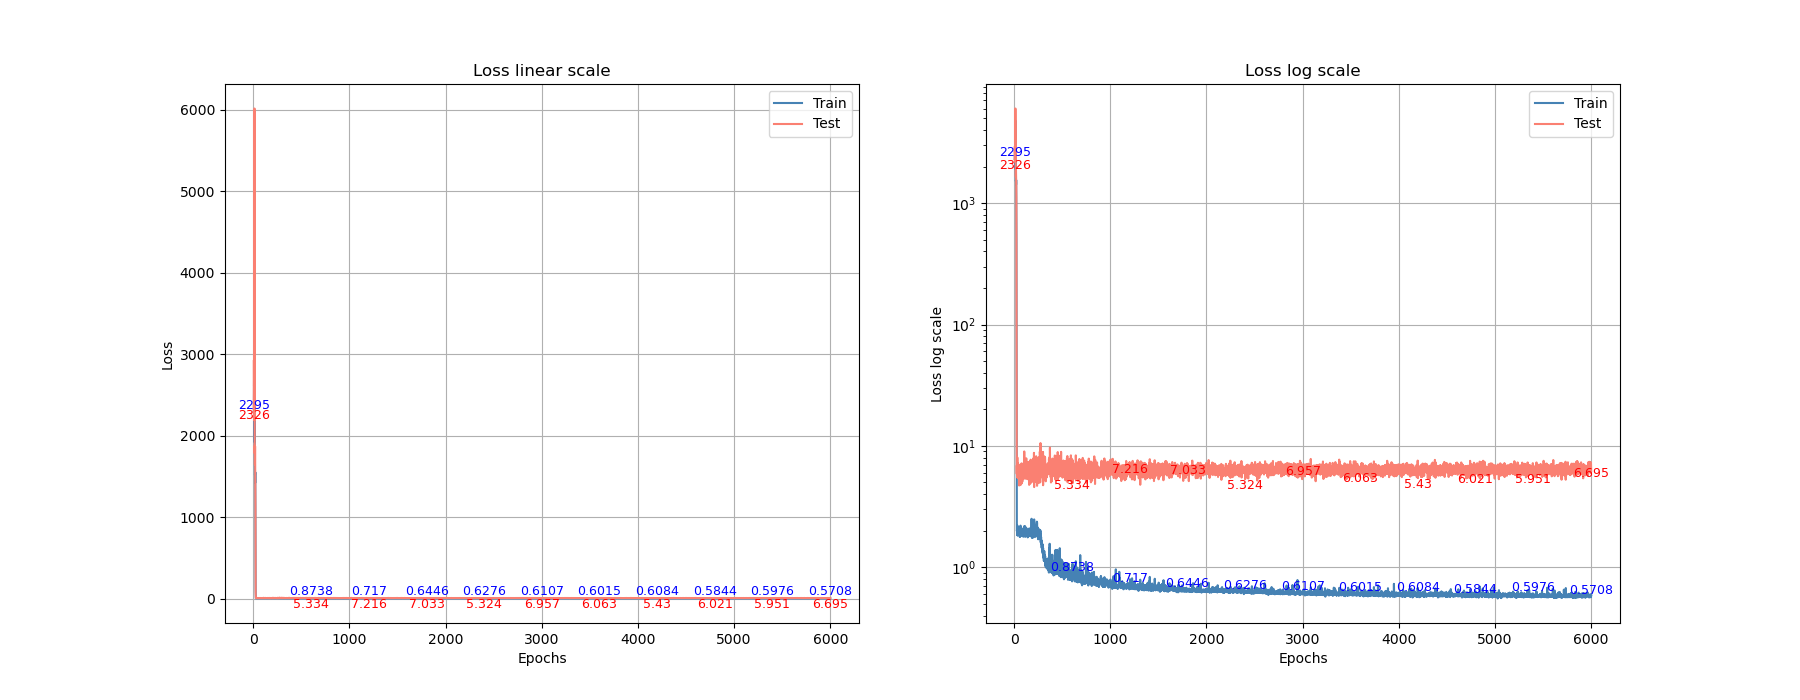 Loss linear scale
Loss
6000
5000
4000
3000
2000
1000
0
Train
Test
2295
2326
0.8738 0.717 0.6446 0.6276 0.6107 0.6015 0.6084 0.5844 0.5976 0.5708
5.334 7.216 7.033 5.324 6.957 6.063 5.43 6.021 5.951 6.695
0 1000 2000 3000 4000 5000 6000
Epochs
Loss log scale
Loss log scale
10³
10²
10¹
10⁰
Train
Test
2295
2326
7.216 7.033 6.957 6.063 6.021 5.951 6.695
5.334 5.324 5.43
0.8738 0.717 0.6446 0.6276 0.6107 0.6015 0.6084 0.5844 0.5976 0.5708
0 1000 2000 3000 4000 5000 6000
Epochs